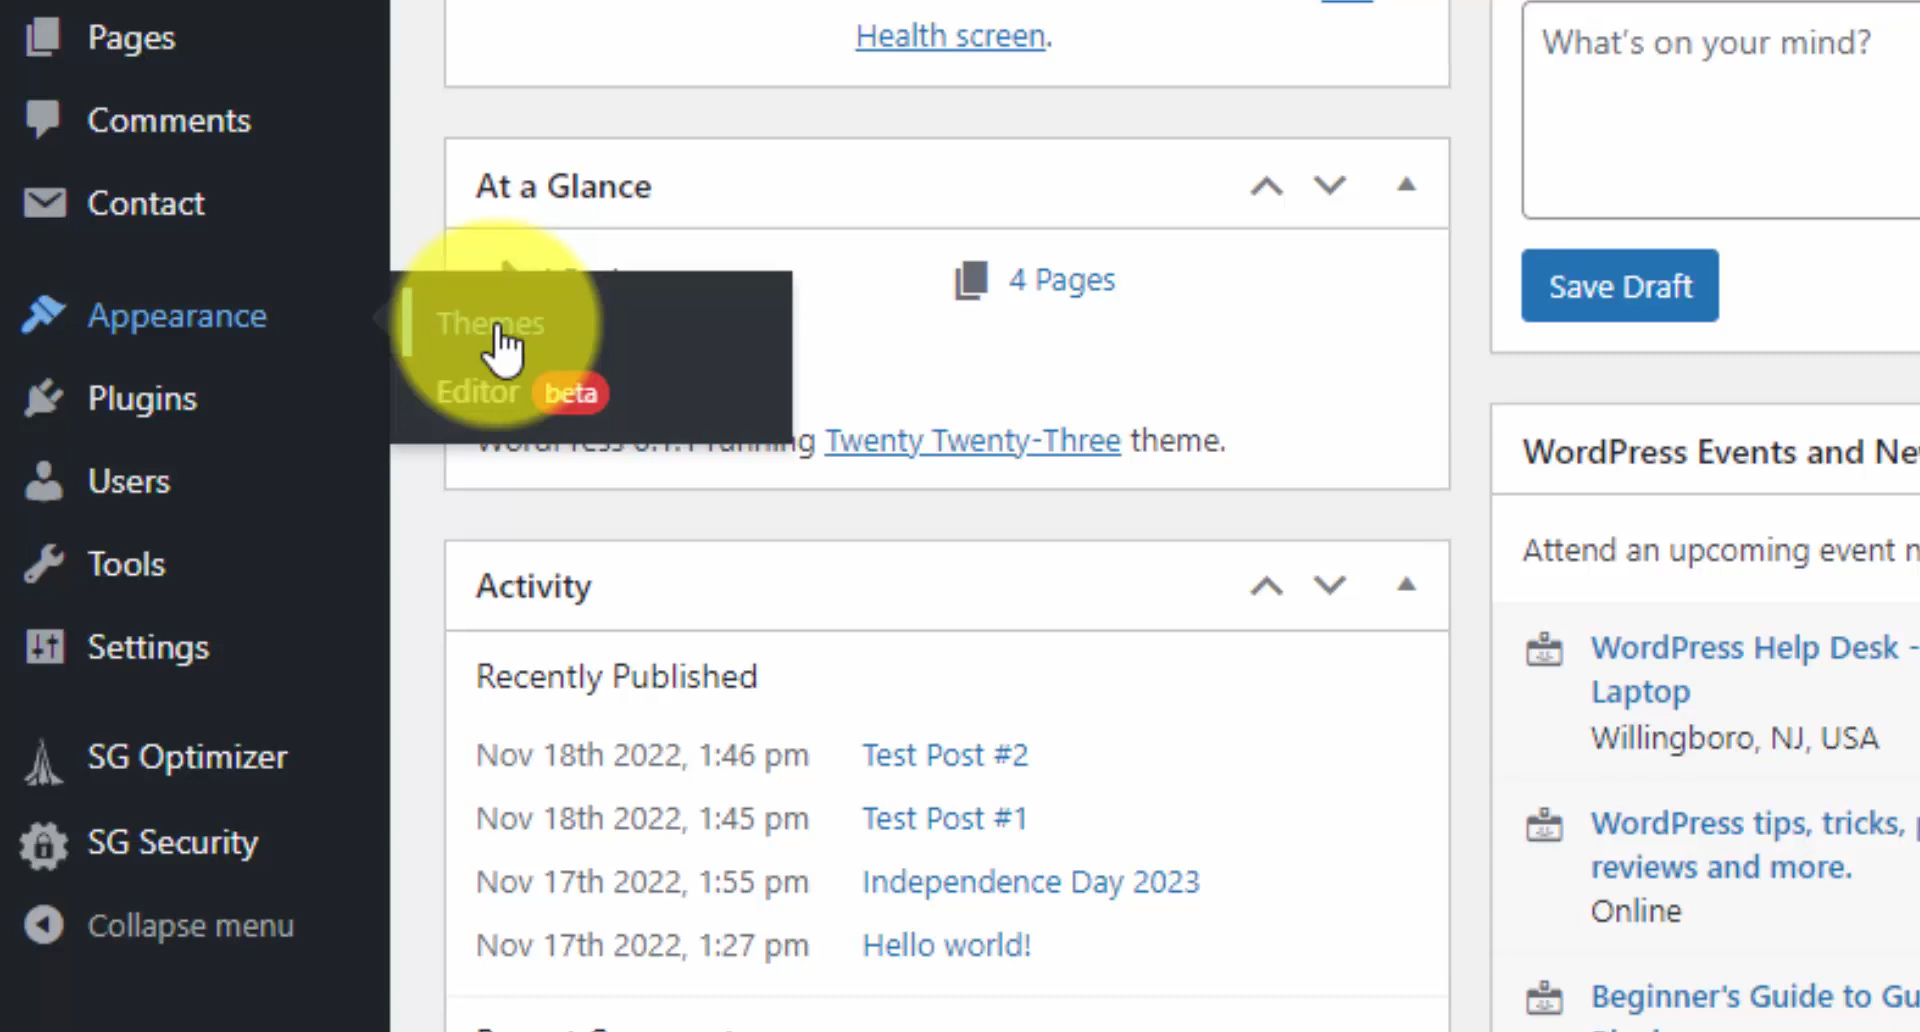 Pages
Comments
Contact
Appearance
Plugins
Users
Tools
Settings
SG Optimizer
SG Security
Collapse menu
Themes
Editor beta
Health screen.
At a Glance
4 Pages
running Twenty Twenty-Three theme.
Activity
Recently Published
Nov 18th 2022, 1:46 pm Test Post #2
Nov 18th 2022, 1:45 pm Test Post #1
Nov 17th 2022, 1:55 pm Independence Day 2023
Nov 17th 2022, 1:27 pm Hello world!
What's on your mind?
Save Draft
WordPress Events and Ne
Attend an upcoming event n
WordPress Help Desk -
Laptop
Willingboro, NJ, USA
WordPress tips, tricks, p
reviews and more.
Online
Beginner's Guide to Gu